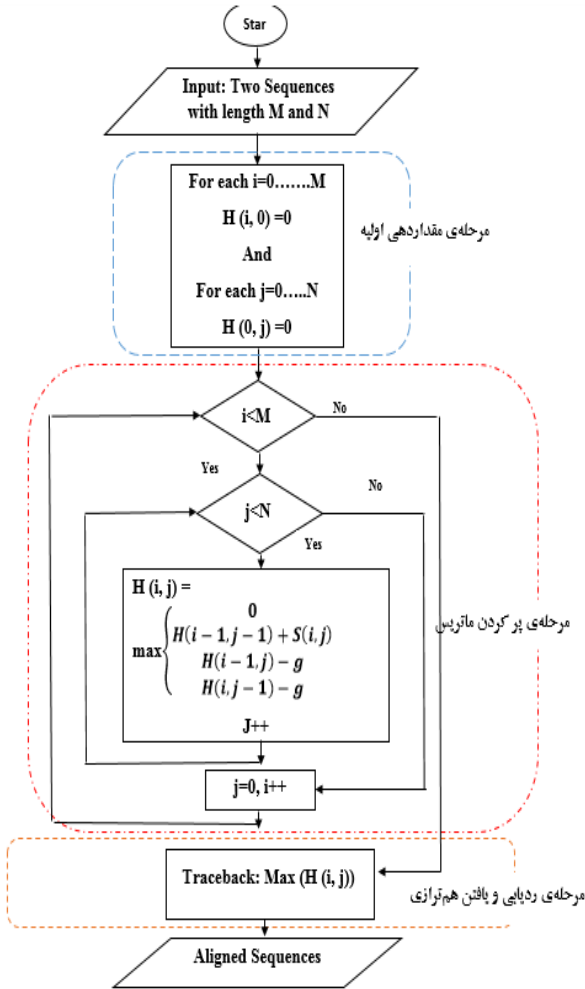 Star
Input: Two Sequences
with length M and N
For each i=0.......M
H (i, 0) =0
And
For each j=0.....N
H (0, j) =0
مرحله‌ی مقداردهی اولیه
i<M
No
Yes
j<N
No
Yes
H (i, j) =
max
0
H(i − 1, j − 1) + S(i, j)
H(i − 1, j) − g
H(i, j − 1) − g
J++
مرحله‌ی پر کردن ماتریس
j=0, i++
Traceback: Max (H (i, j))
مرحله‌ی ردیابی و یافتن هم‌ترازی
Aligned Sequences